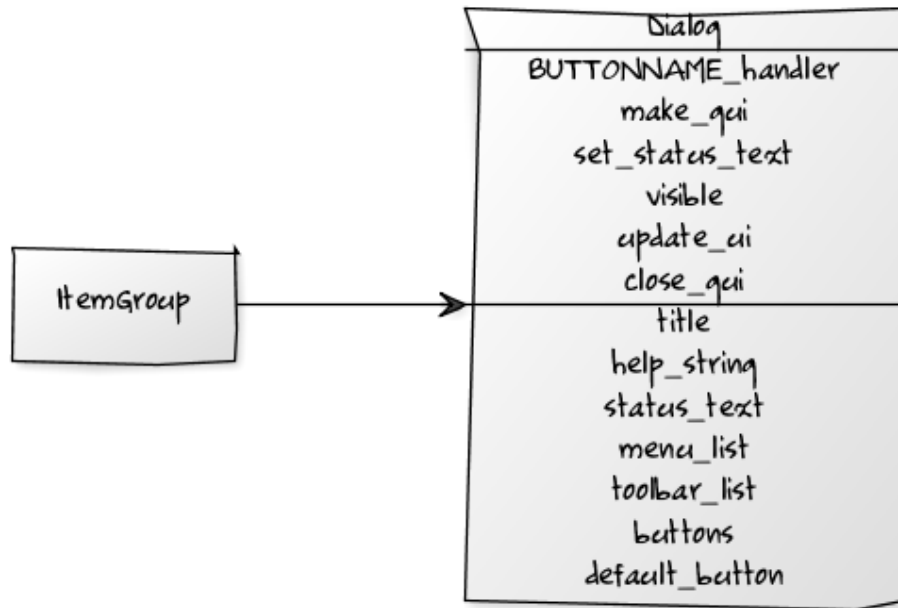 Dialog
BUTTONNAME_handler
make_gui
set_status_text
visible
update_ui
close_gui
ItemGroup
title
help_string
status_text
menu_list
toolbar_list
buttons
default_button